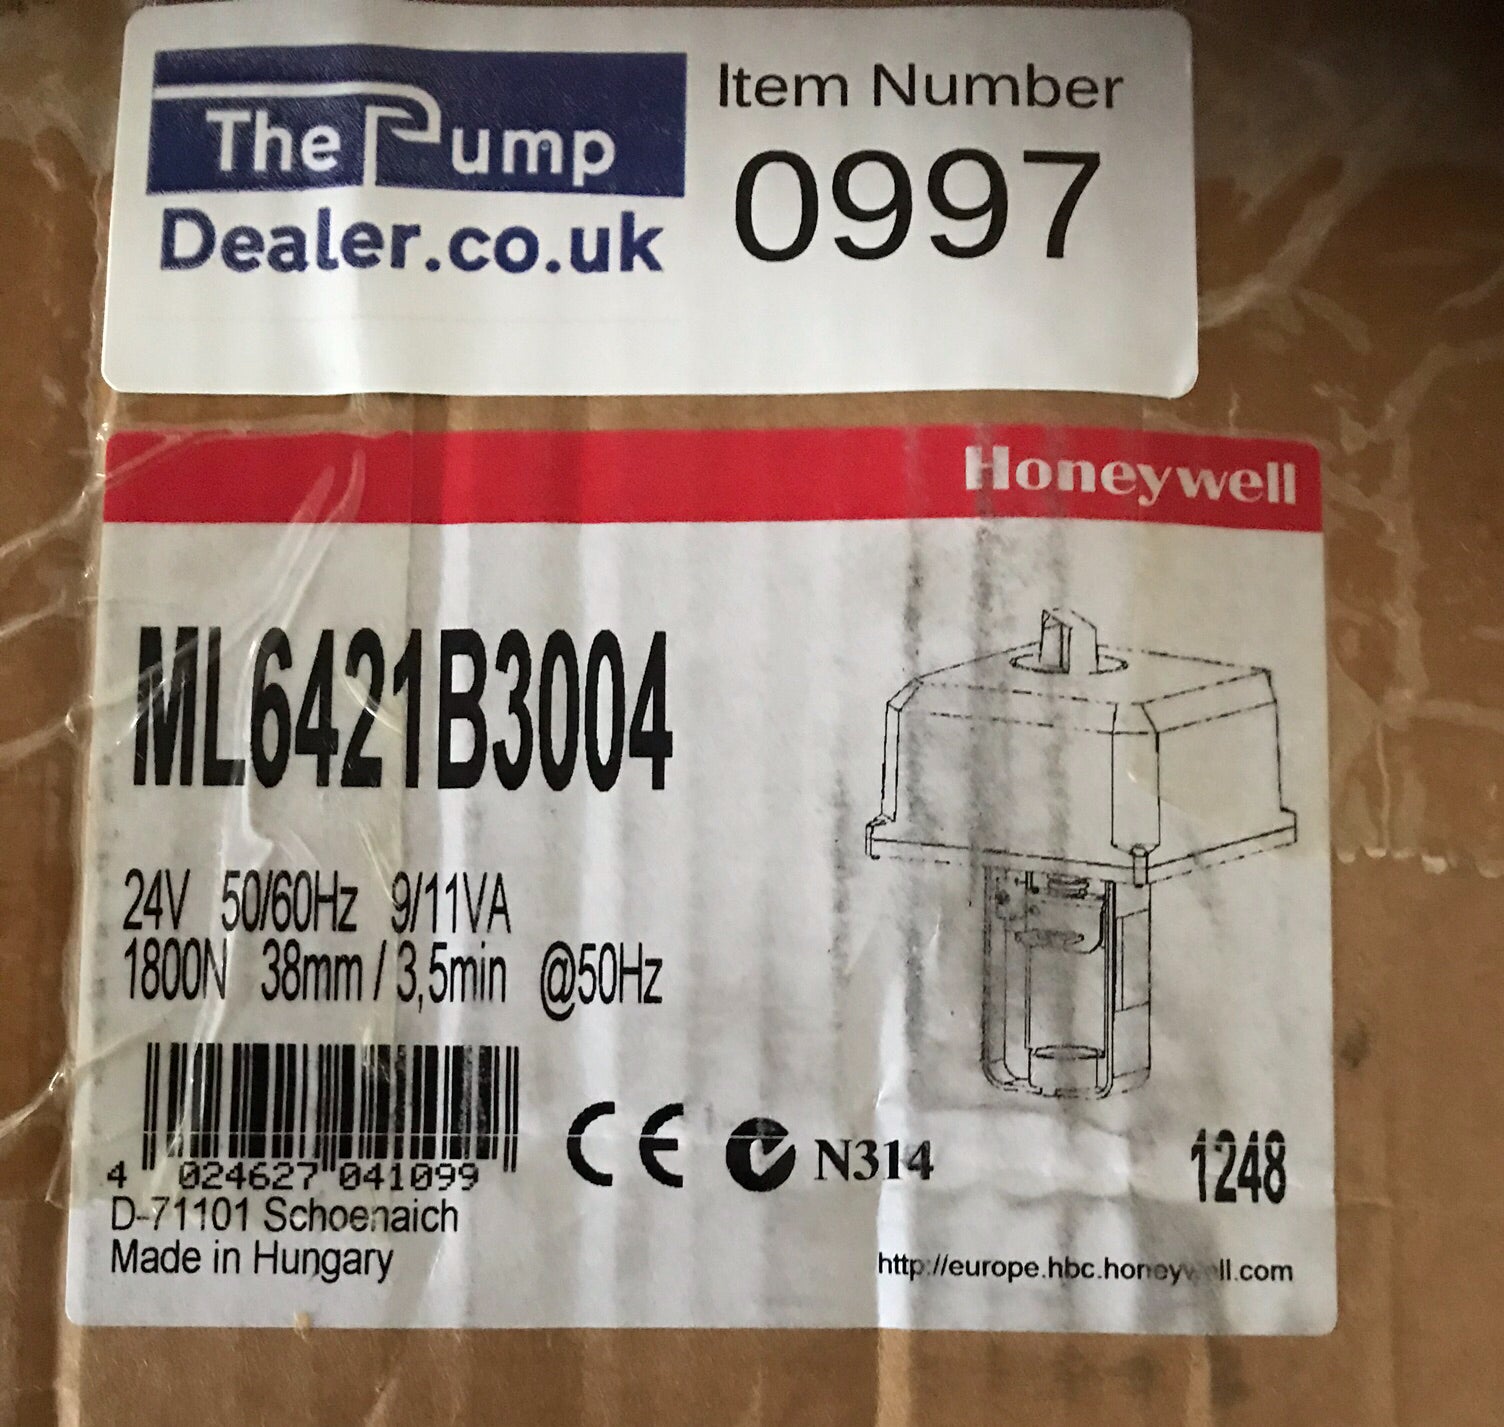 The Pump
Dealer.co.uk
Item Number
0997
Honeywell
ML6421B3004
24V 50/60Hz 9/11VA
1800N 38mm / 3,5min @50Hz
4 024627 041099
CE N314
1248
D-71101 Schoenaich
Made in Hungary
http://europe.hbc.honeywell.com